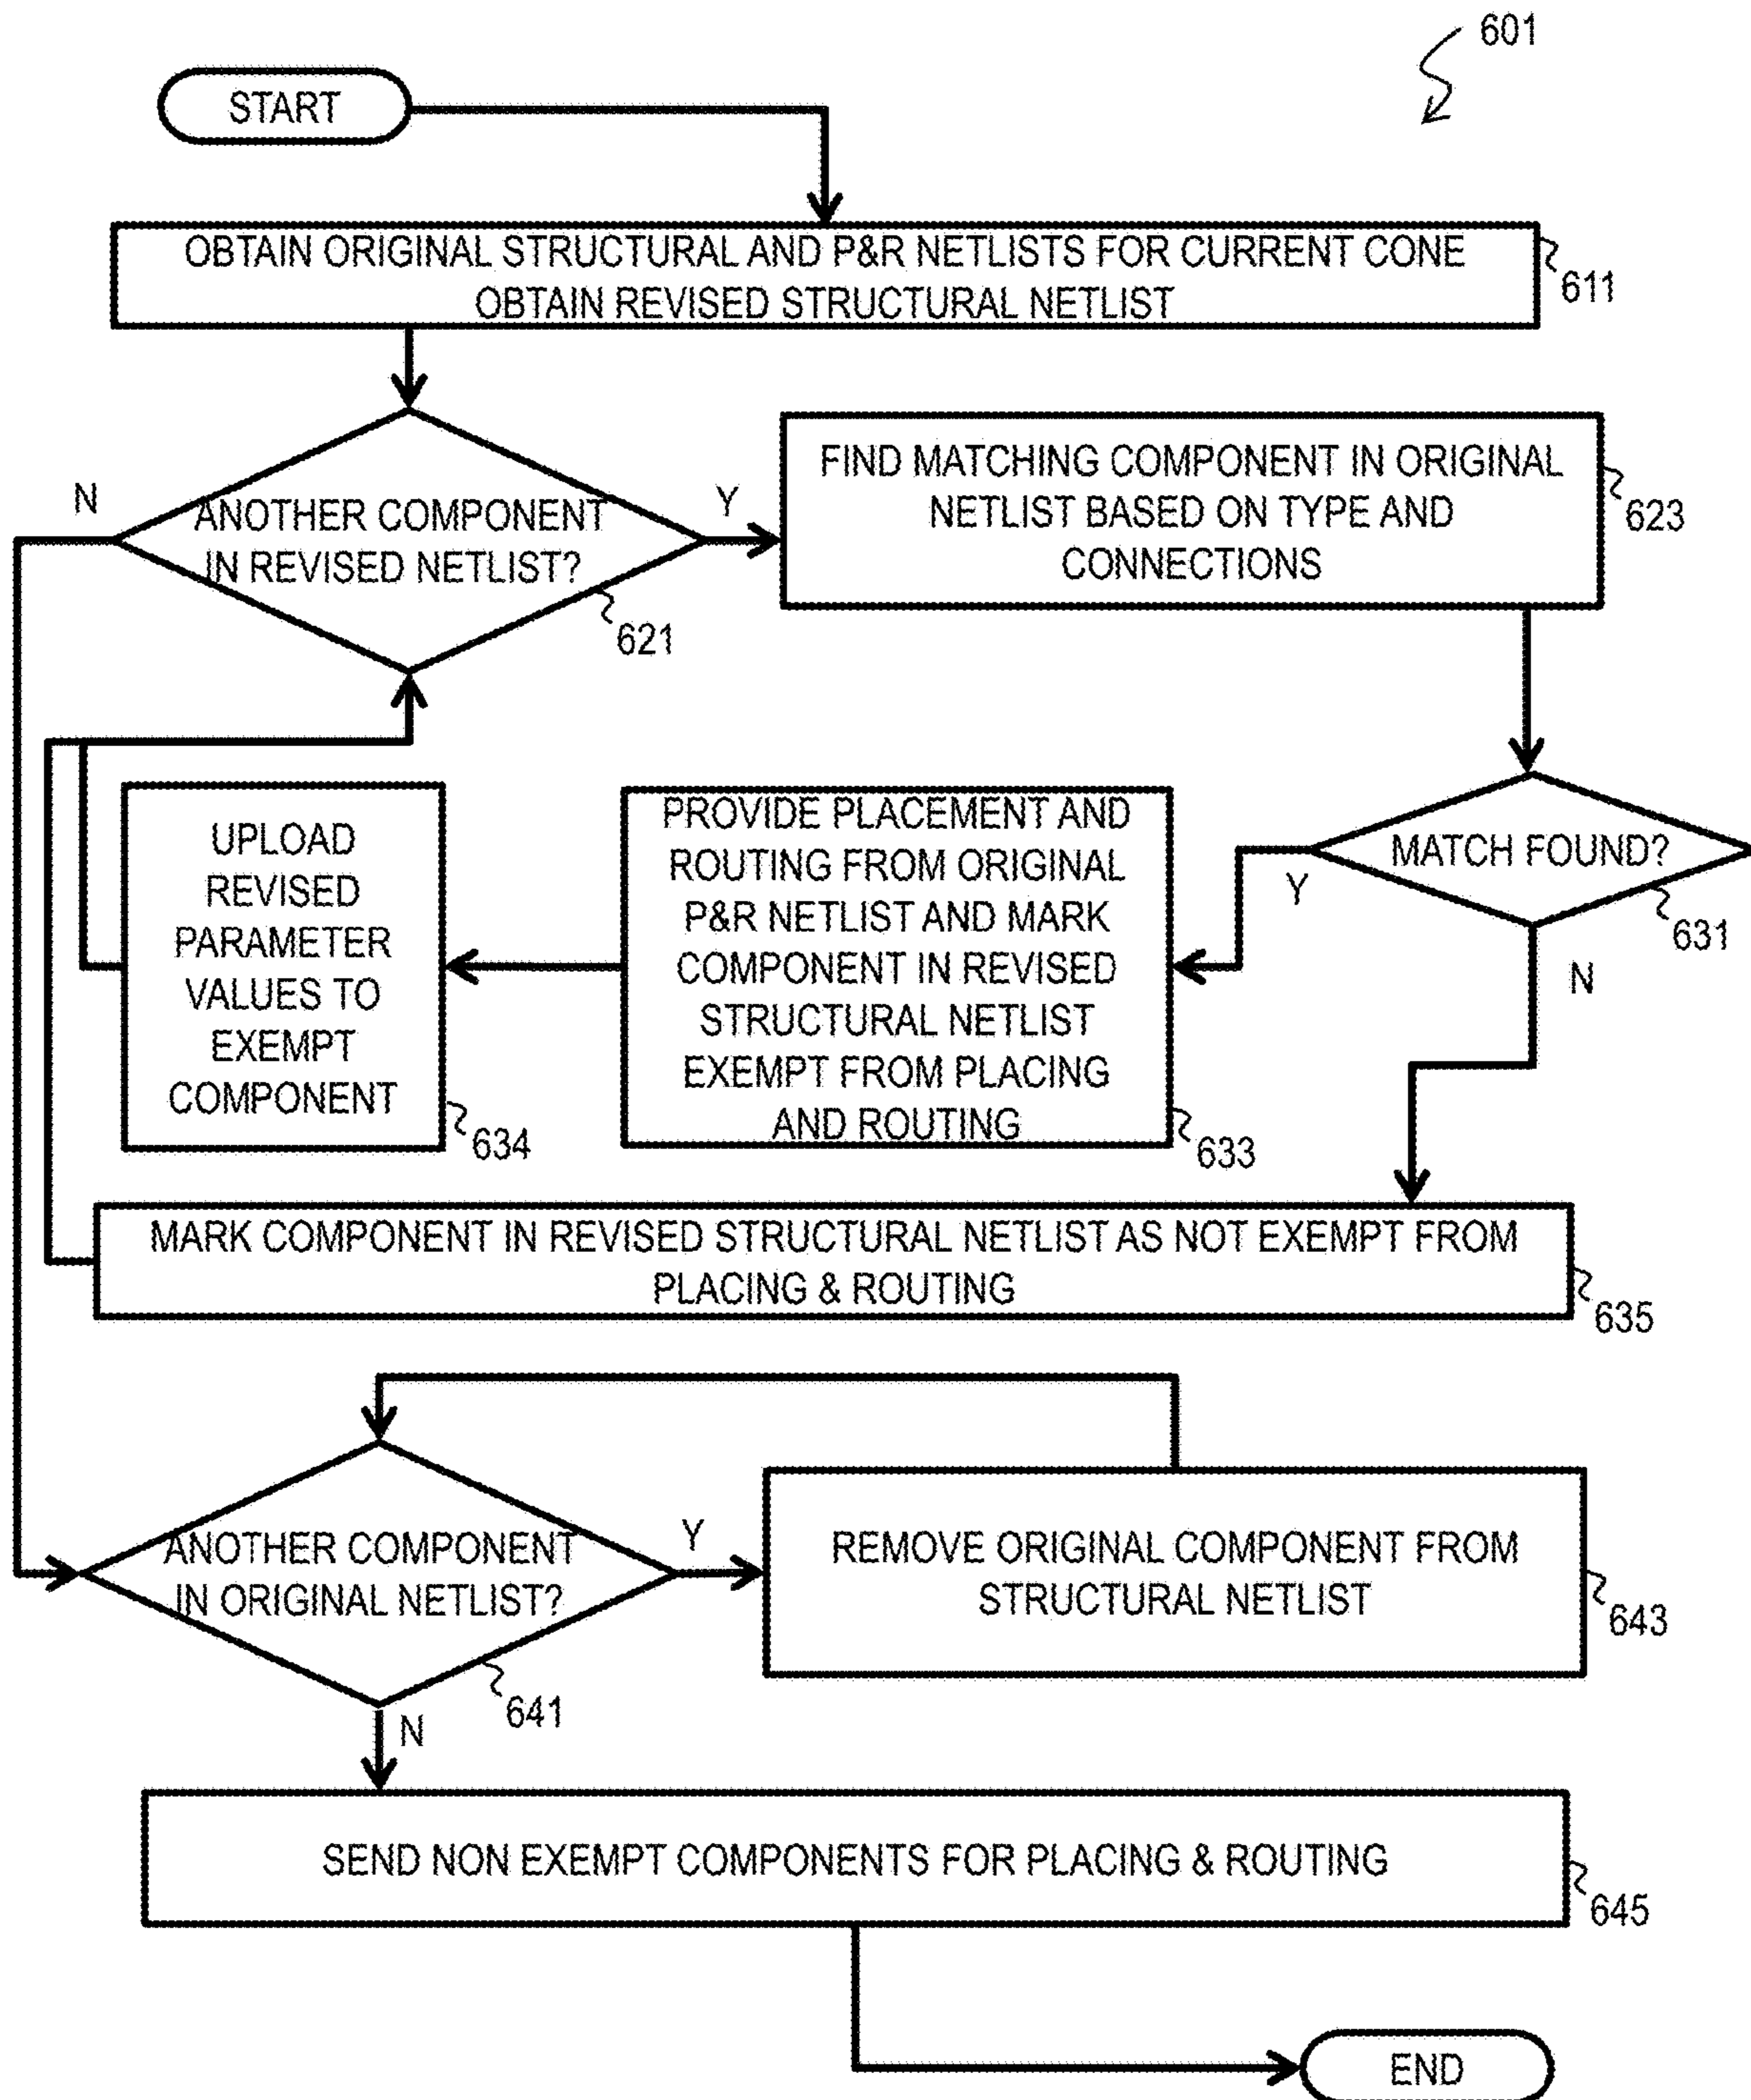 601
START
OBTAIN ORIGINAL STRUCTURAL AND P&R NETLISTS FOR CURRENT CONE
OBTAIN REVISED STRUCTURAL NETLIST
611
N
ANOTHER COMPONENT
IN REVISED NETLIST?
Y
621
FIND MATCHING COMPONENT IN ORIGINAL
NETLIST BASED ON TYPE AND
CONNECTIONS
623
MATCH FOUND?
Y
631
N
PROVIDE PLACEMENT AND
ROUTING FROM ORIGINAL
P&R NETLIST AND MARK
COMPONENT IN REVISED
STRUCTURAL NETLIST
EXEMPT FROM PLACING
AND ROUTING
633
UPLOAD
REVISED
PARAMETER
VALUES TO
EXEMPT
COMPONENT
634
MARK COMPONENT IN REVISED STRUCTURAL NETLIST AS NOT EXEMPT FROM
PLACING & ROUTING
635
ANOTHER COMPONENT
IN ORIGINAL NETLIST?
Y
641
N
REMOVE ORIGINAL COMPONENT FROM
STRUCTURAL NETLIST
643
SEND NON EXEMPT COMPONENTS FOR PLACING & ROUTING
645
END